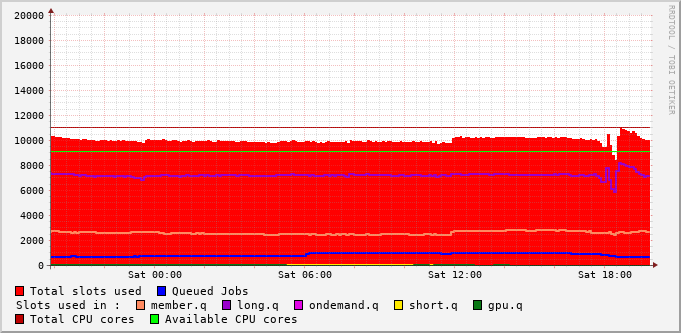 RRDTOOL / TOBI OETIKER
20000
18000
16000
14000
12000
10000
8000
6000
4000
2000
0
Sat 00:00 Sat 06:00 Sat 12:00 Sat 18:00
Total slots used Queued Jobs
Slots used in : member.q long.q ondemand.q short.q gpu.q
Total CPU cores Available CPU cores